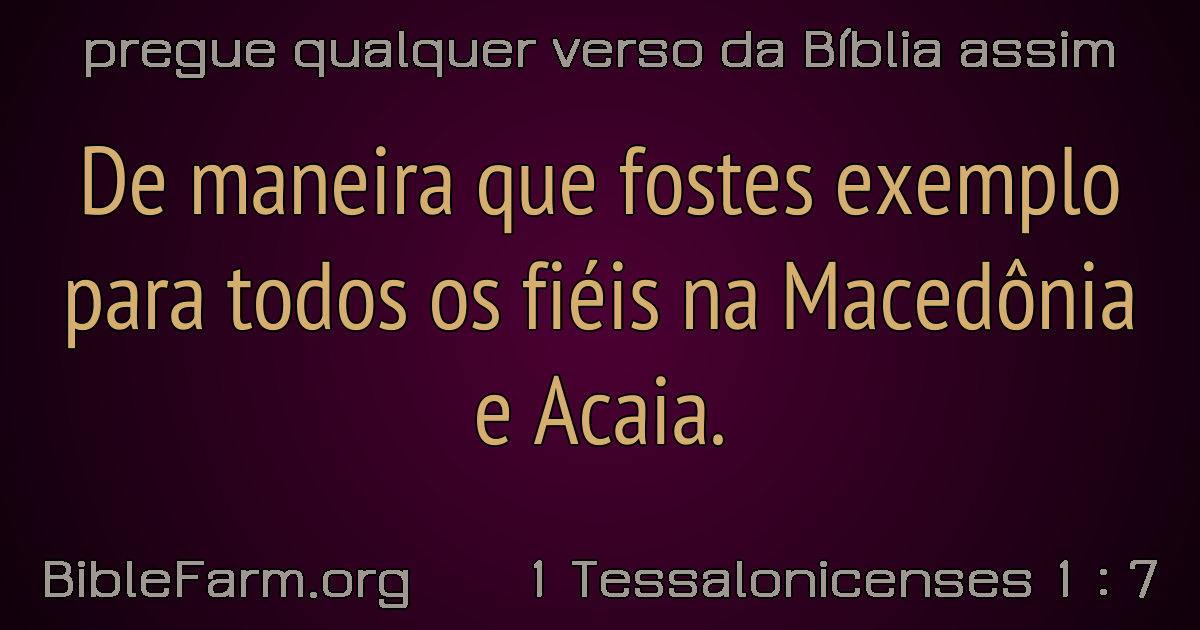 pregue qualquer verso da Bíblia assim
De maneira que fostes exemplo
para todos os fiéis na Macedônia
e Acaia.
BibleFarm.org 1 Tessalonicenses 1 : 7